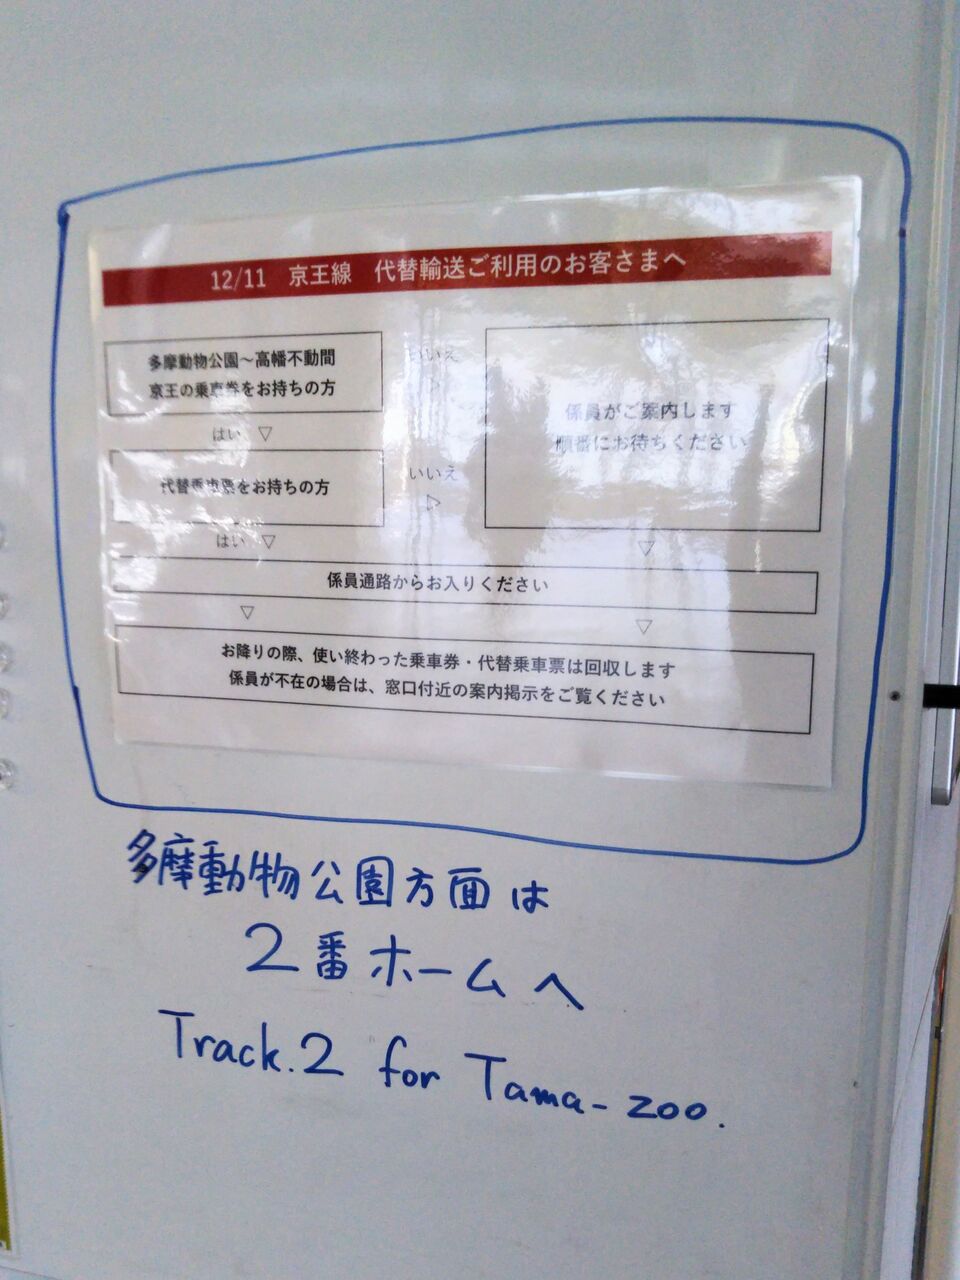 12/11 京王線 代替輸送ご利用のお客さまへ
多摩動物公園～高幡不動間
京王の乗車券をお持ちの方
いいえ
▷
はい ▽
係員がご案内します
順番にお待ちください
代替乗車票をお持ちの方
いいえ
▷
はい ▽
▽
係員通路からお入りください
▽
▽
お降りの際、使い終わった乗車券・代替乗車票は回収します
係員が不在の場合は、窓口付近の案内掲示をご覧ください
多摩動物公園方面は
2番ホームへ
Track.2 for Tama-zoo.